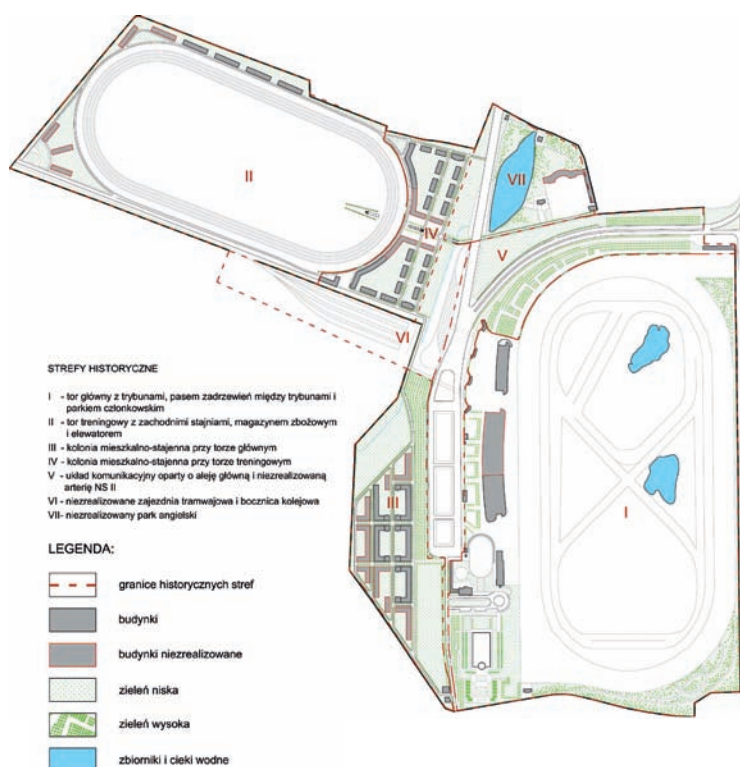 II
VII
IV
V
VI
STREFY HISTORYCZNE
I - tor główny z trybunami, pasem zadrzewień między trybunami i
parkiem członkowskim
II - tor treningowy z zachodnimi stajniami, magazynem zbożowym
i elewatorem
III - kolonia mieszkalno-stajenna przy torze głównym
IV - kolonia mieszkalno-stajenna przy torze treningowym
V - układ komunikacyjny oparty o aleję główną i niezrealizowaną
arterię NS II
VI - niezrealizowane zajezdnia tramwajowa i bocznica kolejowa
VII- niezrealizowany park angielski
III
I
LEGENDA:
granice historycznych stref
budynki
budynki niezrealizowane
zieleń niska
zieleń wysoka
zbiorniki i cieki wodne